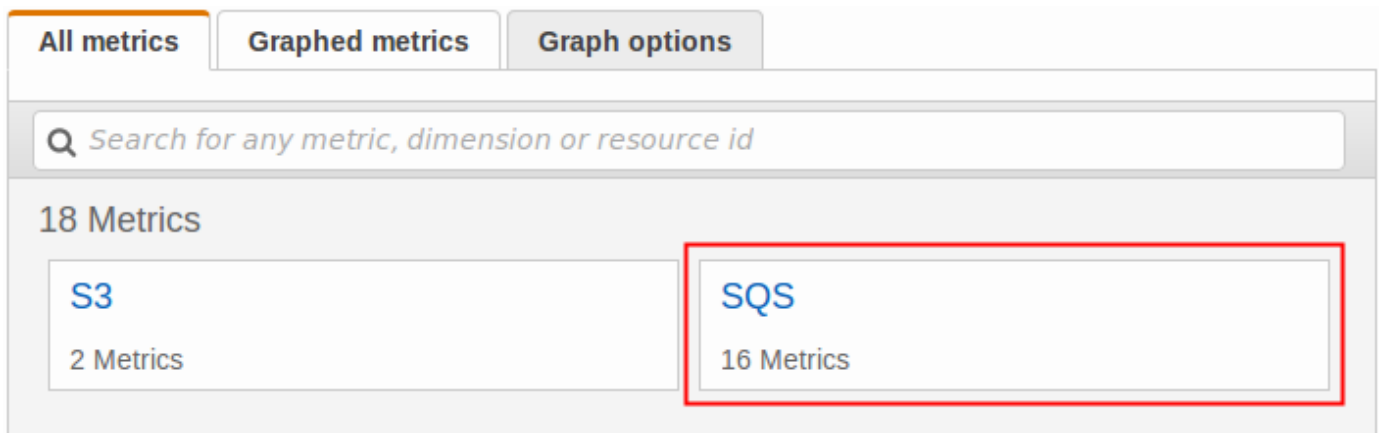 All metrics Graphed metrics Graph options
Search for any metric, dimension or resource id
18 Metrics
S3 SQS
2 Metrics 16 Metrics